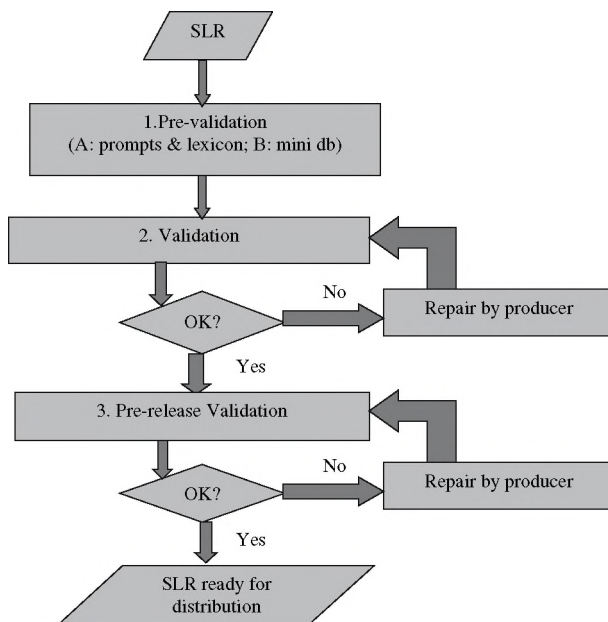 SLR
1.Pre-validation
(A: prompts & lexicon; B: mini db)
2. Validation
No
Repair by producer
OK?
Yes
3. Pre-release Validation
No
Repair by producer
OK?
Yes
SLR ready for
distribution